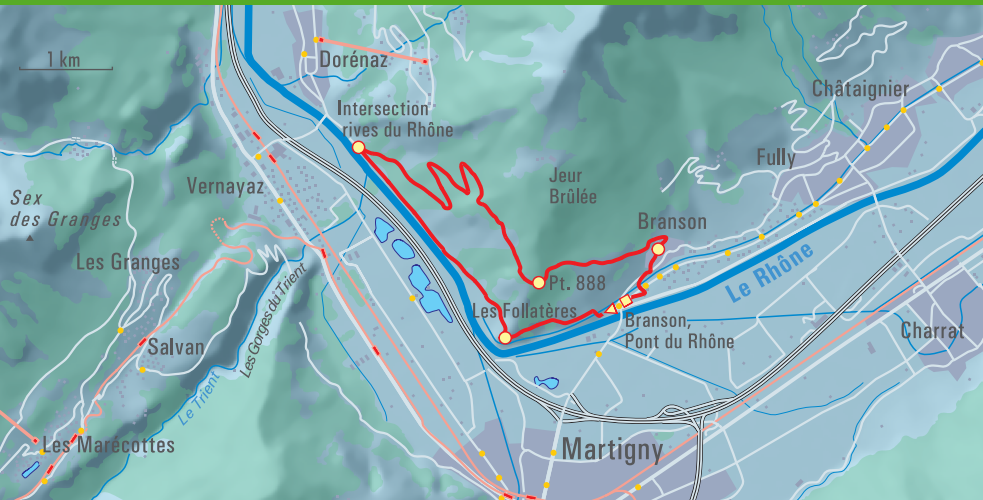 1 km
Dorénaz
Châtaignier
Intersection
rives du Rhône
Fully
Vernayaz
Jeur
Brûlée
Sex
des Granges
Branson
Les Granges
Le Rhône
Pt. 888
Les Gorges du Trient
Les Follatères
Branson,
Pont du Rhône
Charrat
Salvan
Le Trient
Les Marécottes
Martigny